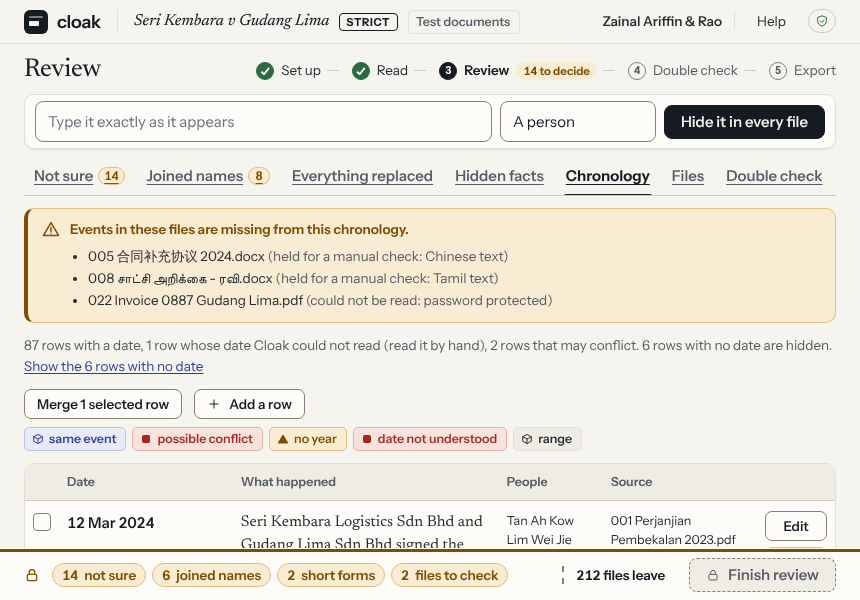 cloak
Seri Kembara v Gudang Lima
STRICT
Test documents
Zainal Ariffin & Rao
Help
Review
Set up
Read
3 Review 14 to decide
4 Double check
5 Export
Type it exactly as it appears
A person
Hide it in every file
Not sure 14
Joined names 8
Everything replaced
Hidden facts
Chronology
Files
Double check
Events in these files are missing from this chronology.
005 合同补充协议 2024.docx (held for a manual check: Chinese text)
008 சாட்சி அறிக்கை - ரவி.docx (held for a manual check: Tamil text)
022 Invoice 0887 Gudang Lima.pdf (could not be read: password protected)
87 rows with a date, 1 row whose date Cloak could not read (read it by hand), 2 rows that may conflict. 6 rows with no date are hidden.
Show the 6 rows with no date
Merge 1 selected row
Add a row
same event
possible conflict
no year
date not understood
range
Date
What happened
People
Source
12 Mar 2024
Seri Kembara Logistics Sdn Bhd and
Gudang Lima Sdn Bhd signed the
Tan Ah Kow
Lim Wei Jie
001 Perjanjian
Pembekalan 2023.pdf
Edit
14 not sure
6 joined names
2 short forms
2 files to check
212 files leave
Finish review